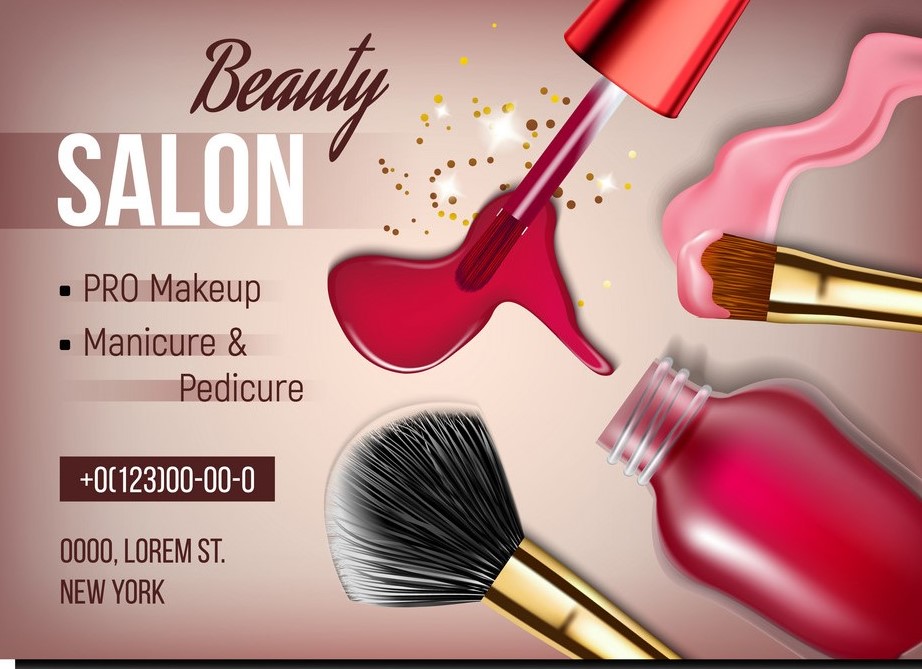 Beauty
SALON
• PRO Makeup
• Manicure &
Pedicure
+0(123)00-00-0
0000, LOREM ST.
NEW YORK